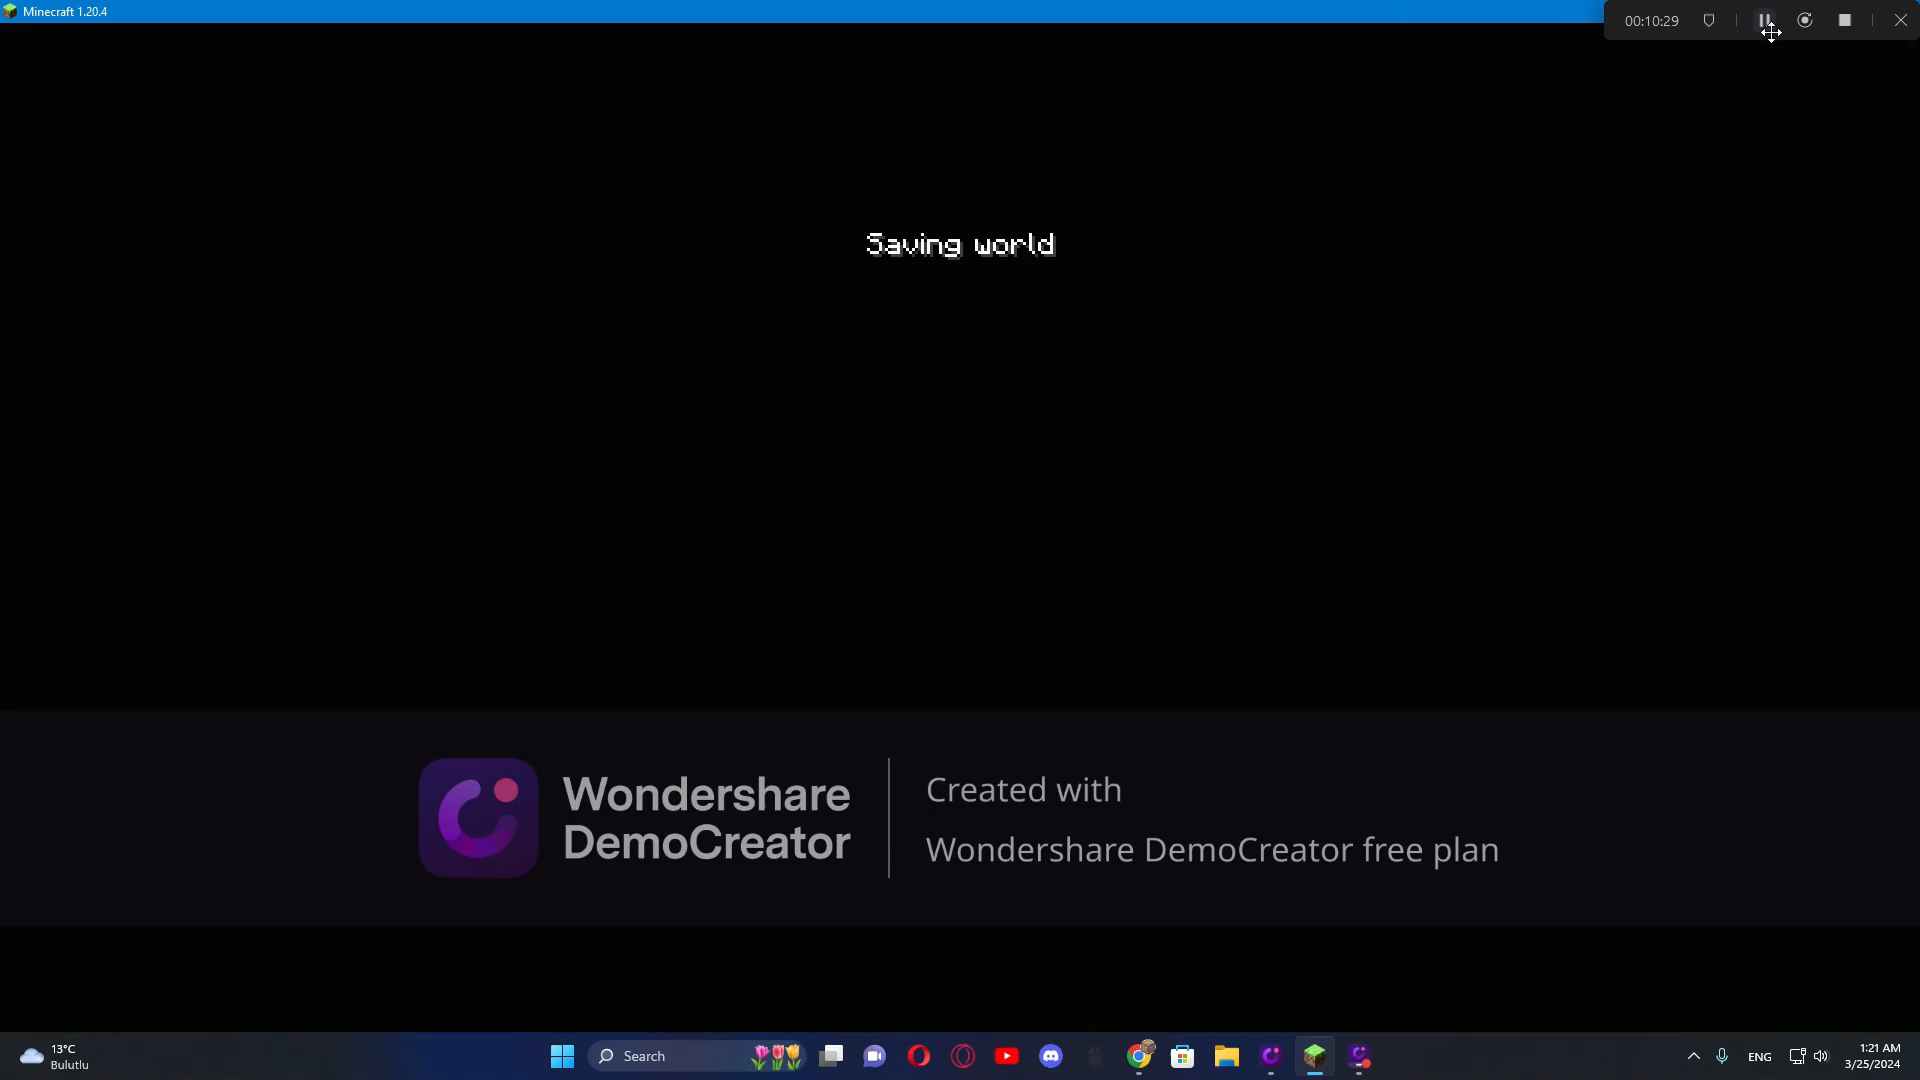 Minecraft 1.20.4
00:10:29
Saving world
Wondershare
DemoCreator
Created with
Wondershare DemoCreator free plan
13°C
Bulutlu
Search
ENG
1:21 AM
3/25/2024